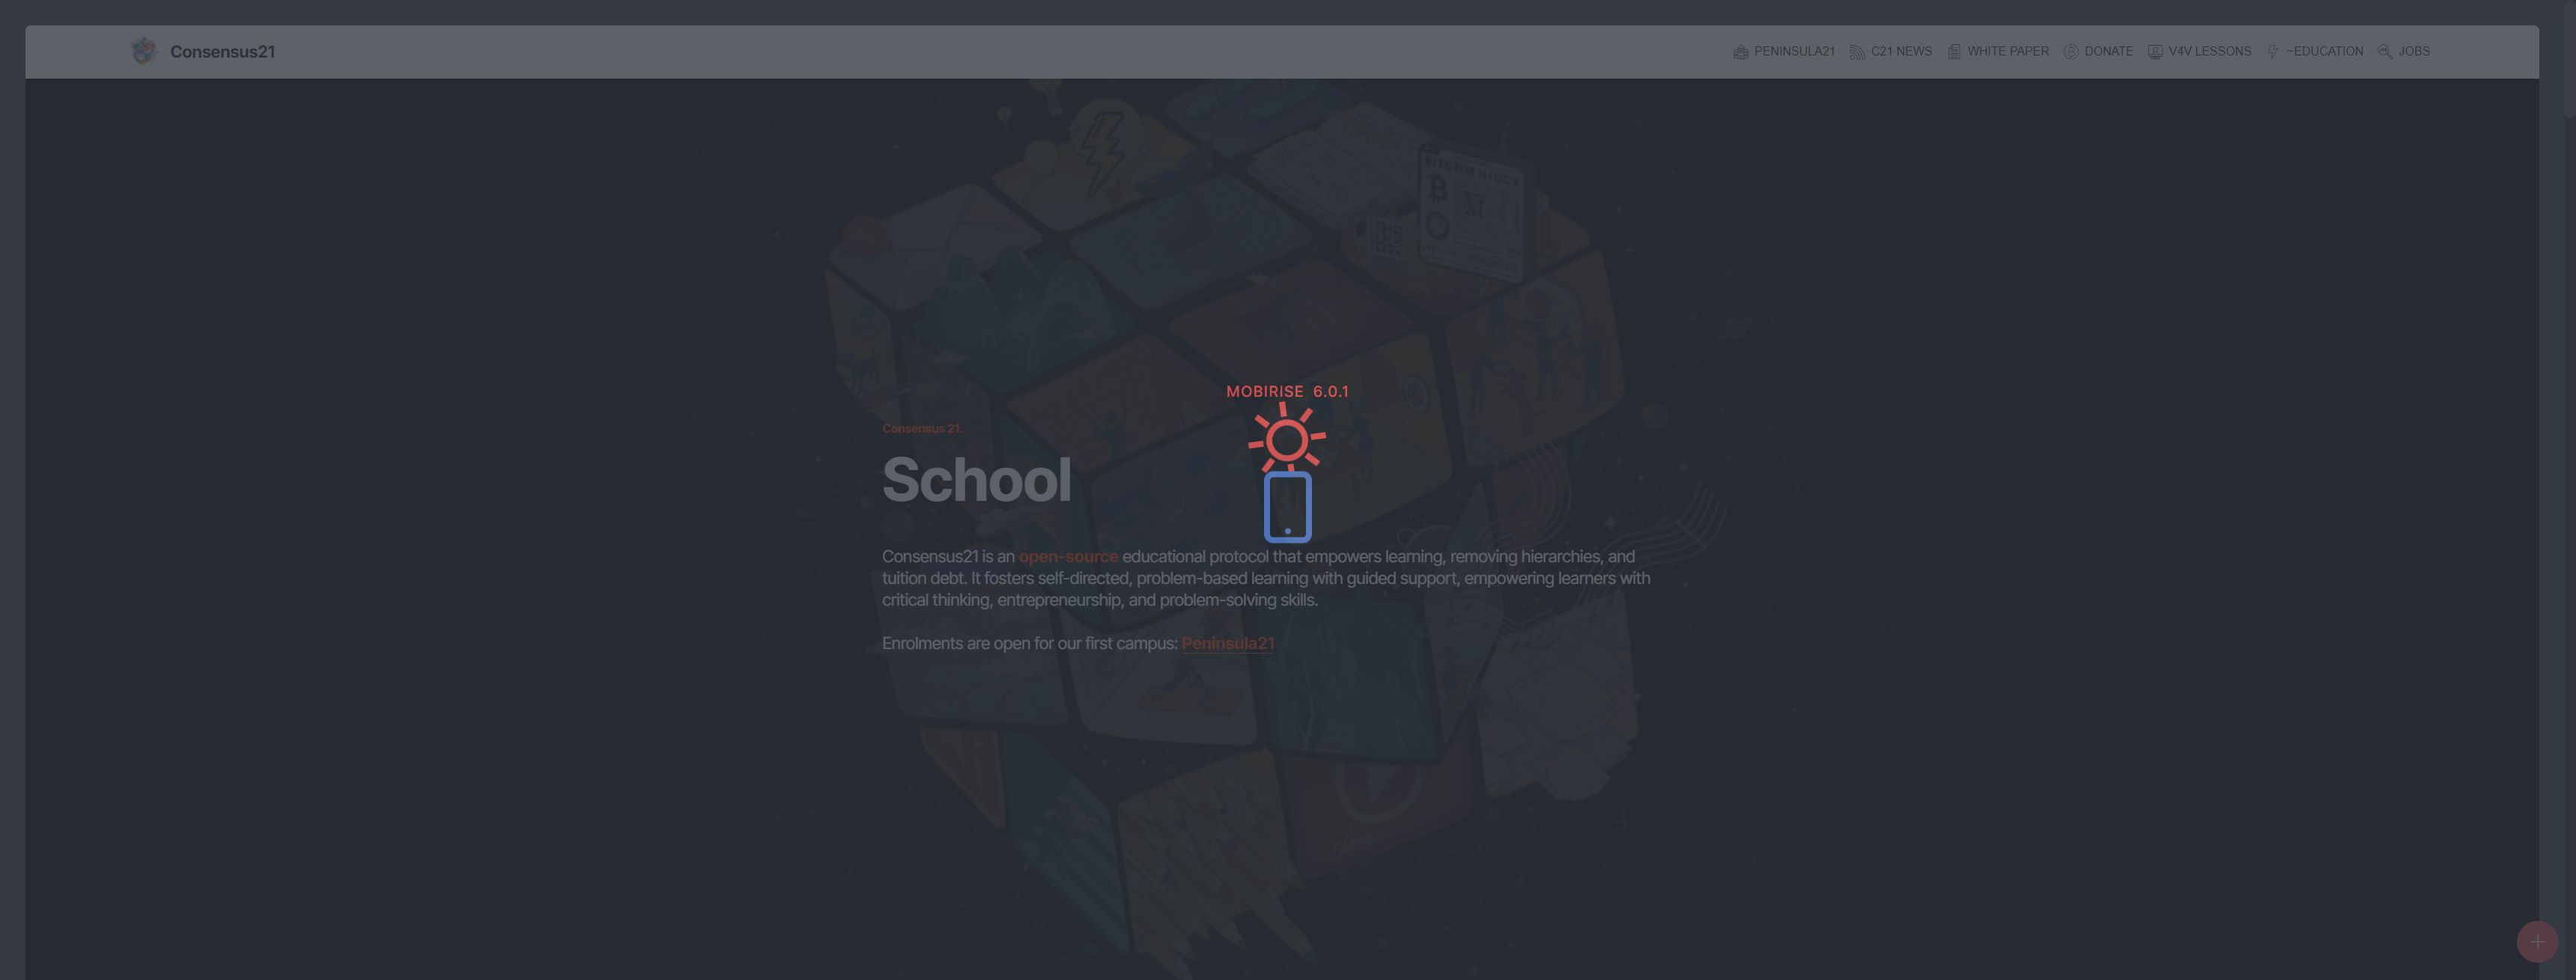 Consensus21
PENINSULA21 C21 NEWS WHITE PAPER DONATE V4V LESSONS ~EDUCATION JOBS
MOBIRISE 6.0.1
Consensus 21.
School
Consensus21 is an open-source educational protocol that empowers learning, removing hierarchies, and
tuition debt. It fosters self-directed, problem-based learning with guided support, empowering learners with
critical thinking, entrepreneurship, and problem-solving skills.
Enrolments are open for our first campus: Peninsula21